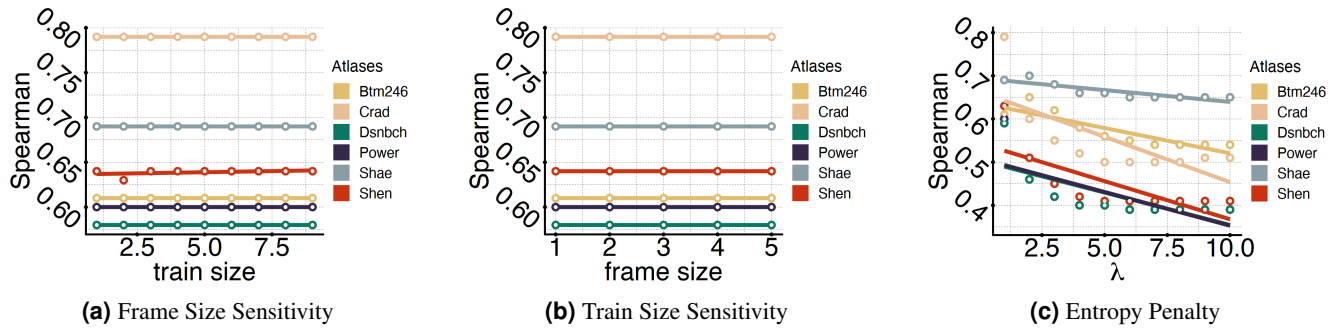 Spearman
0.80
0.75
0.70
0.65
0.60
2.5
5.0
7.5
train size
Atlases
Btm246
Crad
Dsnbch
Power
Shae
Shen
(a) Frame Size Sensitivity
Spearman
0.80
0.75
0.70
0.65
0.60
1
2
3
4
5
frame size
Atlases
Btm246
Crad
Dsnbch
Power
Shae
Shen
(b) Train Size Sensitivity
Spearman
0.8
0.7
0.6
0.5
0.4
2.5
5.0
7.5
10.0
λ
Atlases
Btm246
Crad
Dsnbch
Power
Shae
Shen
(c) Entropy Penalty